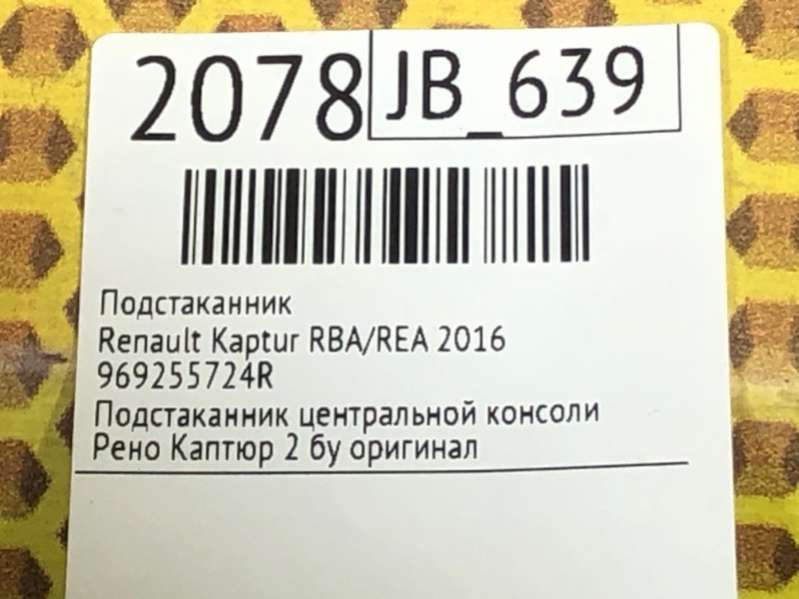 2078 JB_639
Подстаканник
Renault Kaptur RBA/REA 2016
969255724R
Подстаканник центральной консоли
Рено Каптюр 2 бу оригинал